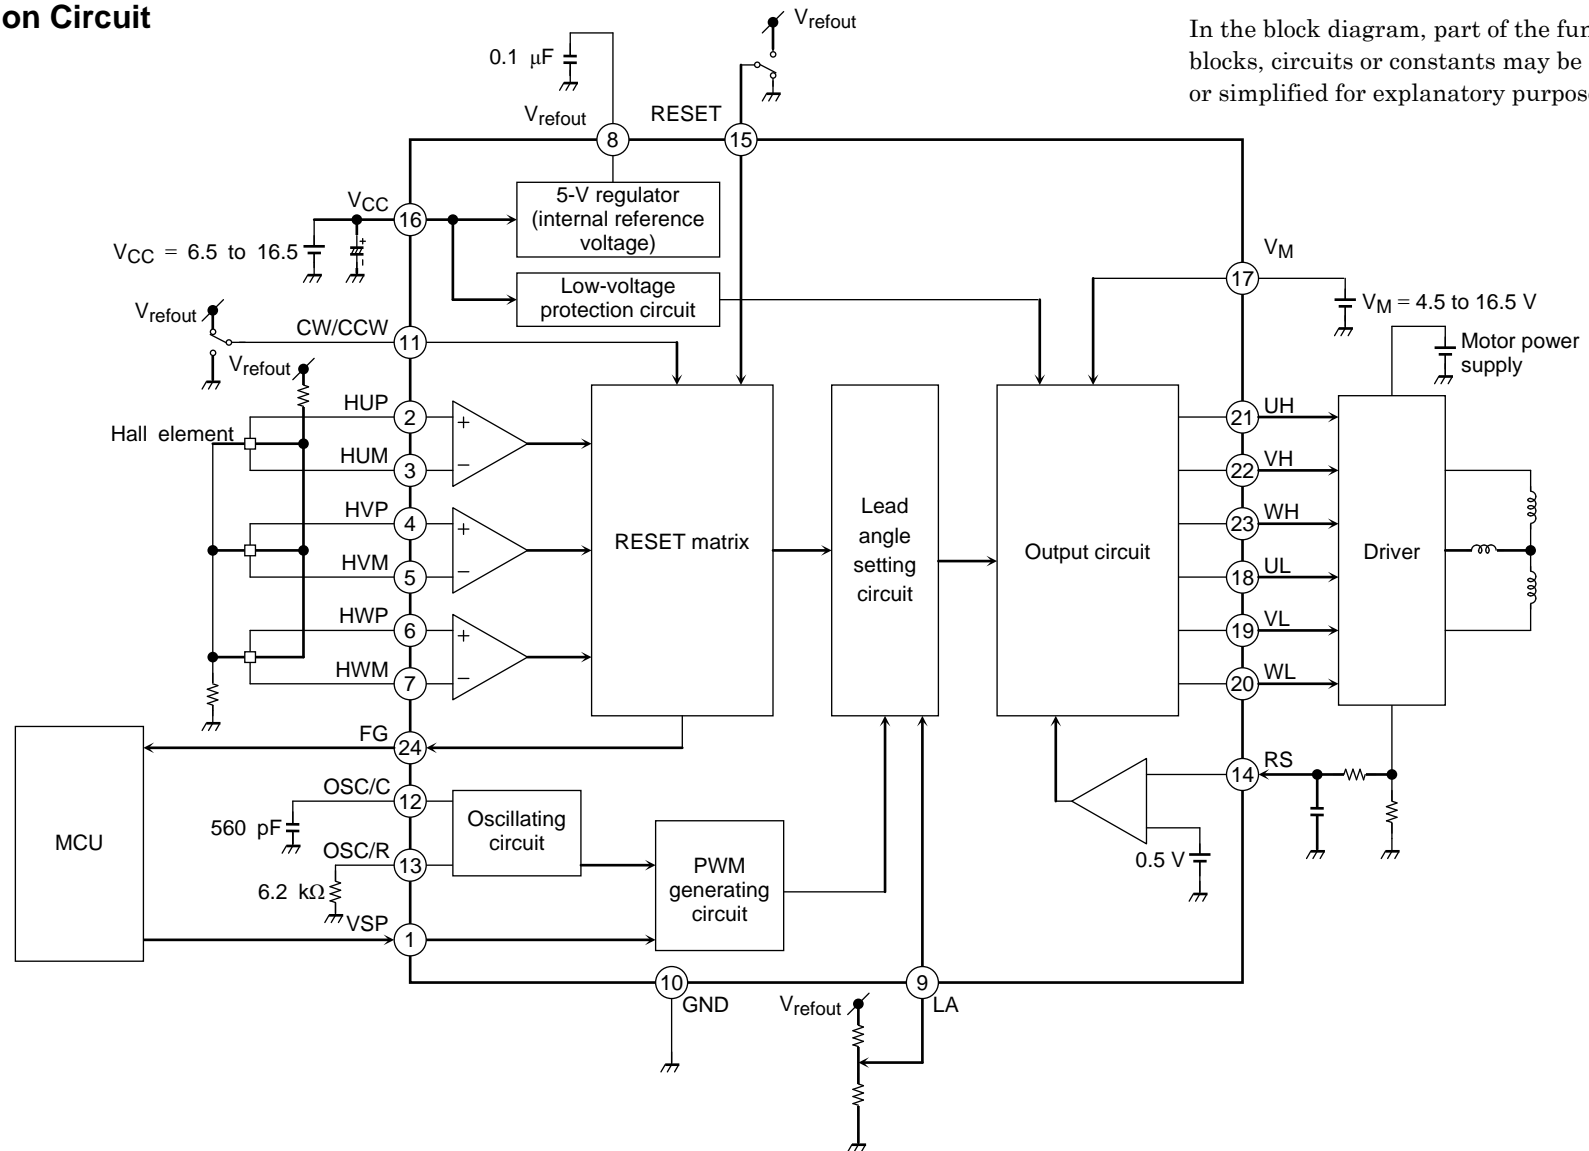 on Circuit
In the block diagram, part of the fun
blocks, circuits or constants may be
or simplified for explanatory purpose
Vrefout
0.1 μF
Vrefout
RESET
8
15
VCC
16
5-V regulator
(internal reference
voltage)
VCC = 6.5 to 16.5
+
-
VM
17
Low-voltage
protection circuit
VM = 4.5 to 16.5 V
Vrefout
CW/CCW
11
Motor power
supply
Vrefout
HUP
2
+
Hall element
HUM
3
−
HVP
4
+
HVM
5
−
HWP
6
+
HWM
7
−
RESET matrix
Lead
angle
setting
circuit
Output circuit
21
UH
22
VH
23
WH
18
UL
19
VL
20
WL
Driver
FG
24
14
RS
MCU
OSC/C
12
560 pF
Oscillating
circuit
OSC/R
13
6.2 kΩ
PWM
generating
circuit
0.5 V
VSP
1
10
GND
9
LA
Vrefout